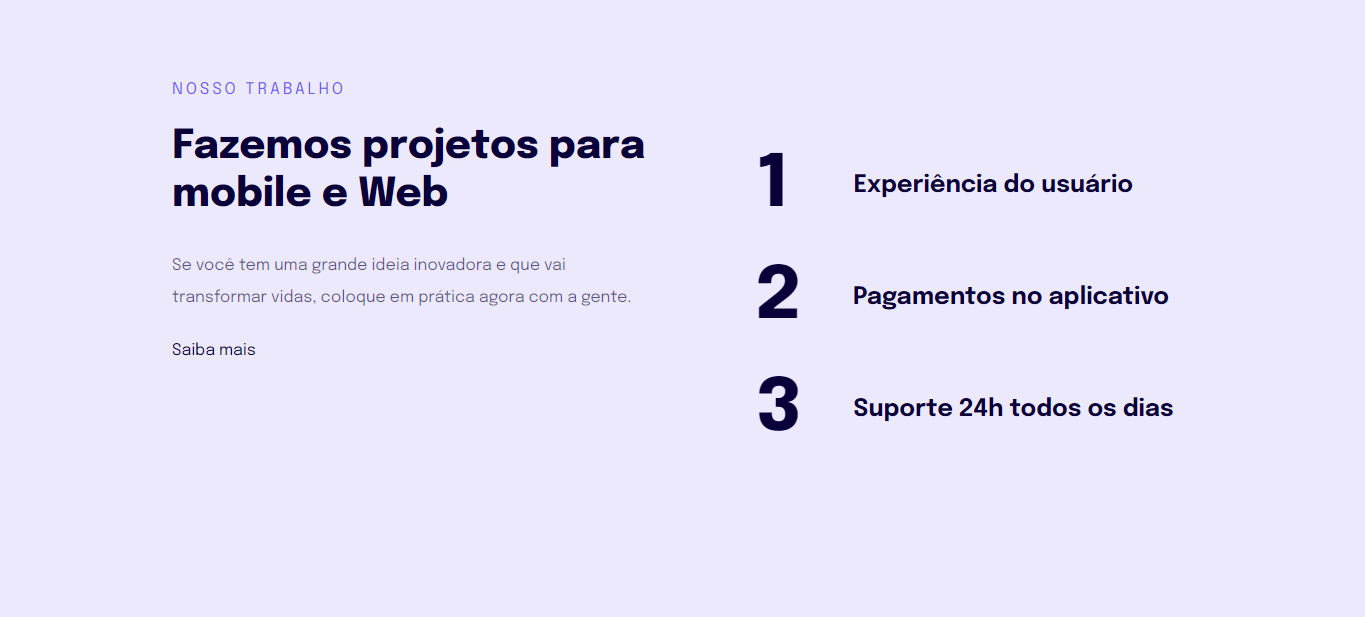 NOSSO TRABALHO
Fazemos projetos para
mobile e Web
Se você tem uma grande ideia inovadora e que vai
transformar vidas, coloque em prática agora com a gente.
Saiba mais
1 Experiência do usuário
2 Pagamentos no aplicativo
3 Suporte 24h todos os dias